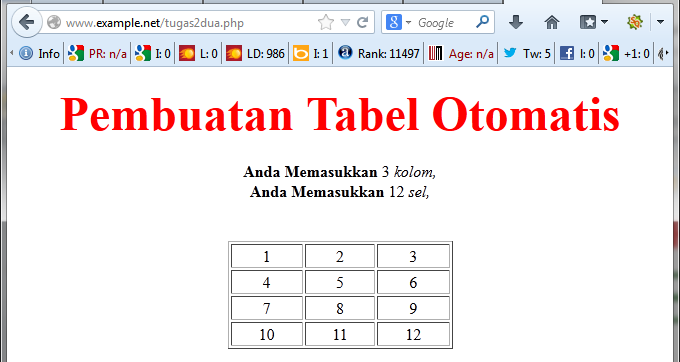 www.example.net/tugas2dua.php
8 Google
Info PR: n/a I: 0 L: 0 LD: 986 I: 1 Rank: 11497 Age: n/a Tw: 5 I: 0 +1: 0
Pembuatan Tabel Otomatis
Anda Memasukkan 3 kolom,
Anda Memasukkan 12 sel,
1 2 3
4 5 6
7 8 9
10 11 12